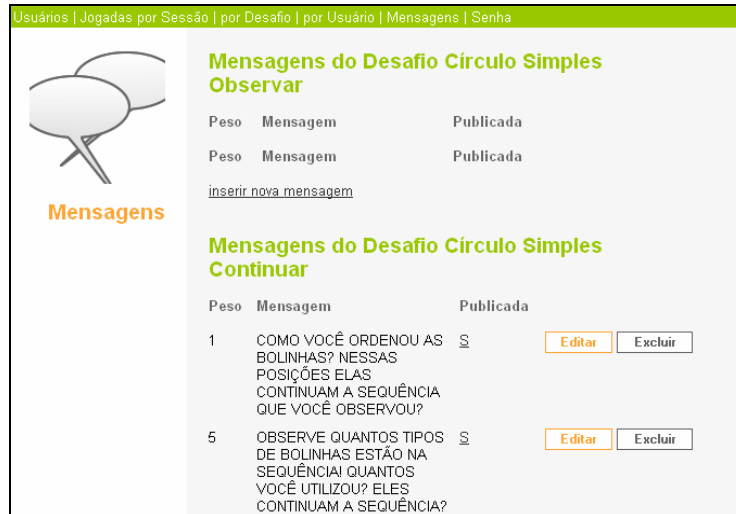 Usuários | Jogadas por Sessão | por Desafio | por Usuário | Mensagens | Senha
Mensagens
Mensagens do Desafio Círculo Simples
Observar
Peso Mensagem Publicada
Peso Mensagem Publicada
inserir nova mensagem
Mensagens do Desafio Círculo Simples
Continuar
Peso Mensagem Publicada
1 COMO VOCÊ ORDENOU AS S Editar Excluir
BOLINHAS? NESSAS
POSIÇÕES ELAS
CONTINUAM A SEQUÊNCIA
QUE VOCÊ OBSERVOU?
5 OBSERVE QUANTOS TIPOS S Editar Excluir
DE BOLINHAS ESTÃO NA
SEQUÊNCIA! QUANTOS
VOCÊ UTILIZOU? ELES
CONTINUAM A SEQUÊNCIA?